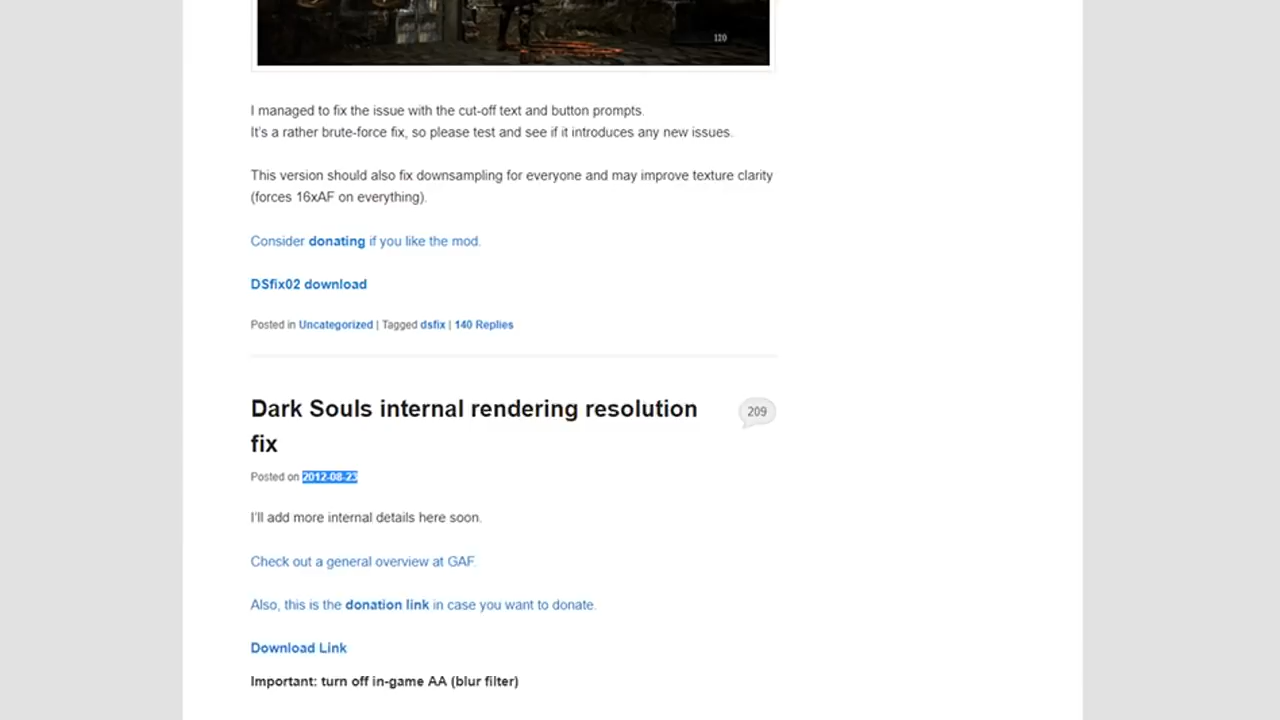 120
I managed to fix the issue with the cut-off text and button prompts.
It's a rather brute-force fix, so please test and see if it introduces any new issues.
This version should also fix downsampling for everyone and may improve texture clarity
(forces 16xAF on everything).
Consider donating if you like the mod.
DSfix02 download
Posted in Uncategorized | Tagged dsfix | 140 Replies
Dark Souls internal rendering resolution
fix
209
Posted on 2012-08-23
I'll add more internal details here soon.
Check out a general overview at GAF.
Also, this is the donation link in case you want to donate.
Download Link
Important: turn off in-game AA (blur filter)